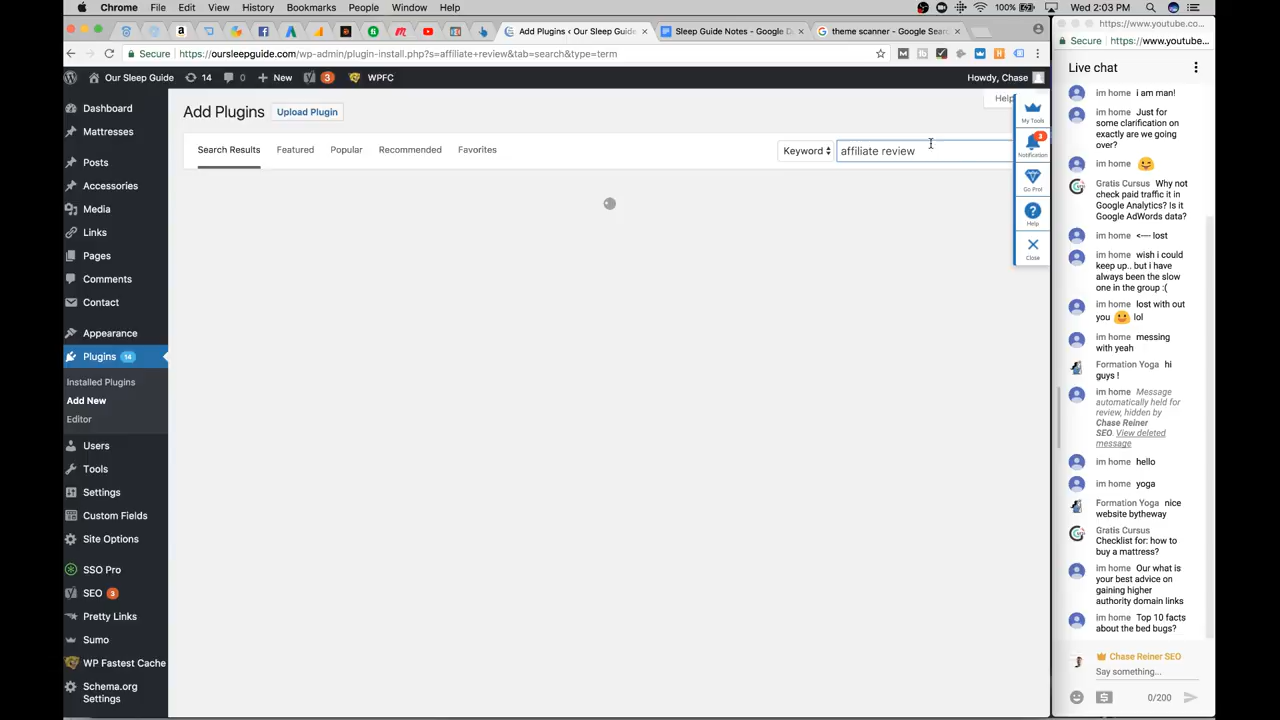 Chrome File Edit View History Bookmarks People Window Help
100%
Wed 2:03 PM
Add Plugins ‹ Our Sleep Guide
Sleep Guide Notes - Google Do
theme scanner - Google Searc
Secure
https://oursleepguide.com/wp-admin/plugin-install.php?s=affiliate+review&tab=search&type=term
Our Sleep Guide
14
0
New
3
WPFC
Howdy, Chase
Dashboard
Mattresses
Posts
Accessories
Media
Links
Pages
Comments
Contact
Appearance
Plugins 14
Installed Plugins
Add New
Editor
Users
Tools
Settings
Custom Fields
Site Options
SSO Pro
SEO 3
Pretty Links
Sumo
WP Fastest Cache
Schema.org
Settings
Add Plugins
Upload Plugin
Help
Search Results
Featured
Popular
Recommended
Favorites
Keyword
affiliate review
My Tools
3
Notification
Go Pro!
Help
Close
https://www.youtube.co...
Secure
https://www.youtube...
Live chat
im home i am man!
im home Just for
some clarification on
exactly are we going
over?
im home
Gratis Cursus Why not
check paid traffic it in
Google Analytics? Is it
Google AdWords data?
im home <---- lost
im home wish i could
keep up.. but i have
always been the slow
one in the group :(
im home lost with out
you lol
im home messing
with yeah
Formation Yoga hi
guys !
im home Message
automatically held for
review, hidden by
Chase Reiner
SEO. View deleted
message
im home hello
im home yoga
Formation Yoga nice
website bytheway
Gratis Cursus
Checklist for: how to
buy a mattress?
im home Our what is
your best advice on
gaining higher
authority domain links
im home Top 10 facts
about the bed bugs?
Chase Reiner SEO
Say something...
0/200